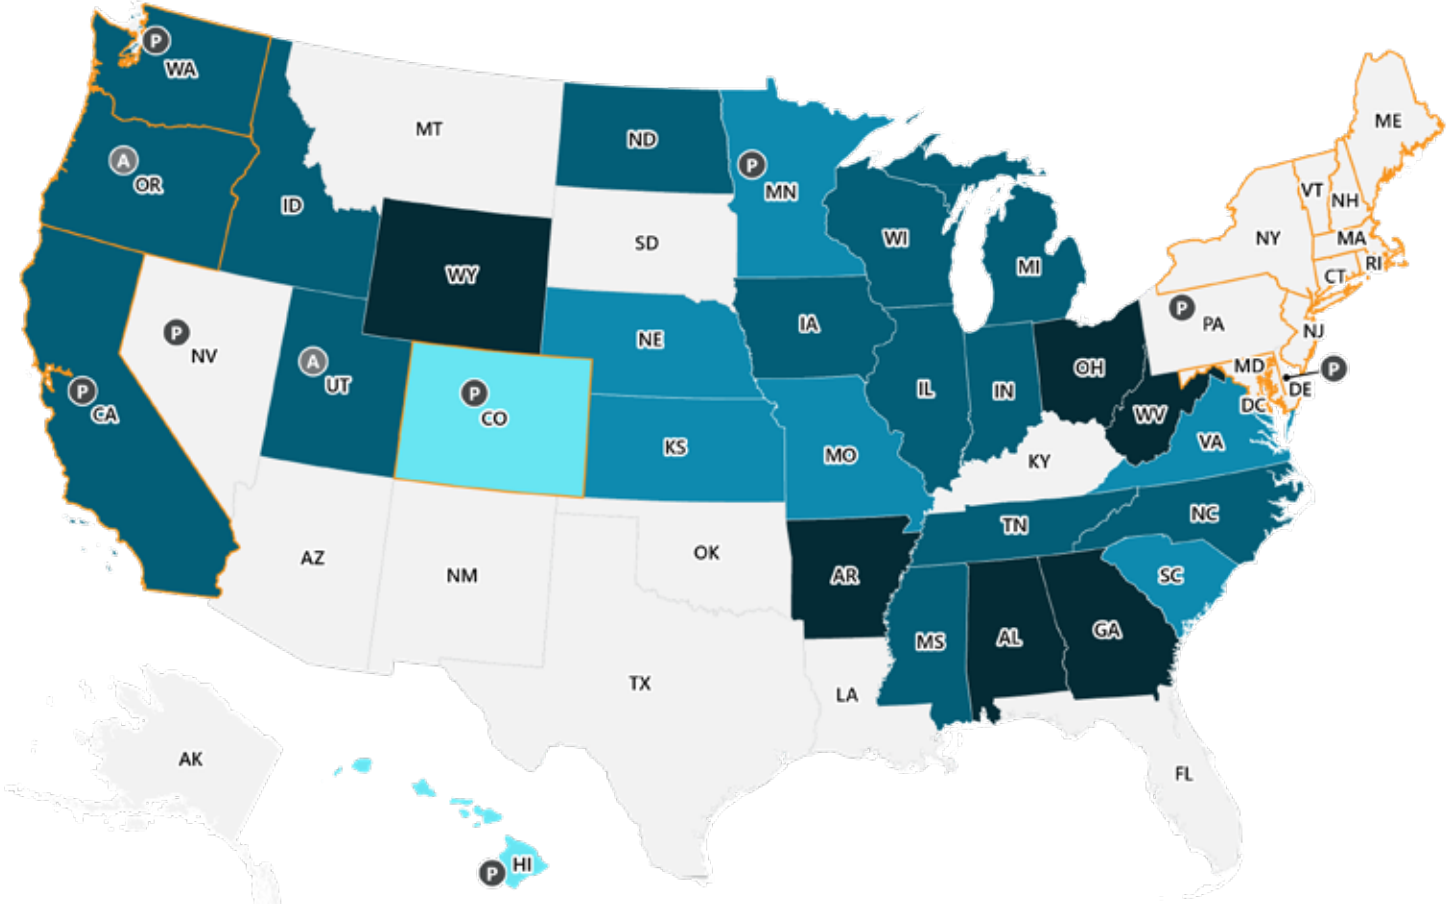 P
WA
ME
MT
ND
A
OR
P
MN
VT
NH
ID
NY
MA
WI
SD
RI
MI
WY
CT
P
PA
IA
P
NV
NE
NJ
OH
MD
P
A
UT
DE
IL
IN
P
CA
P
CO
DC
WV
VA
KS
MO
KY
NC
TN
OK
AZ
NM
AR
SC
GA
AL
MS
TX
LA
AK
FL
HI
P